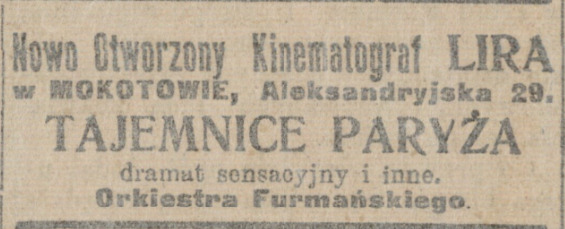 Nowo Otworzony Kinematograf LIRA
w MOKOTOWIE, Aleksandryjska 29.
TAJEMNICE PARYŻA
dramat sensacyjny i inne.
Orkiestra Furmańskiego.